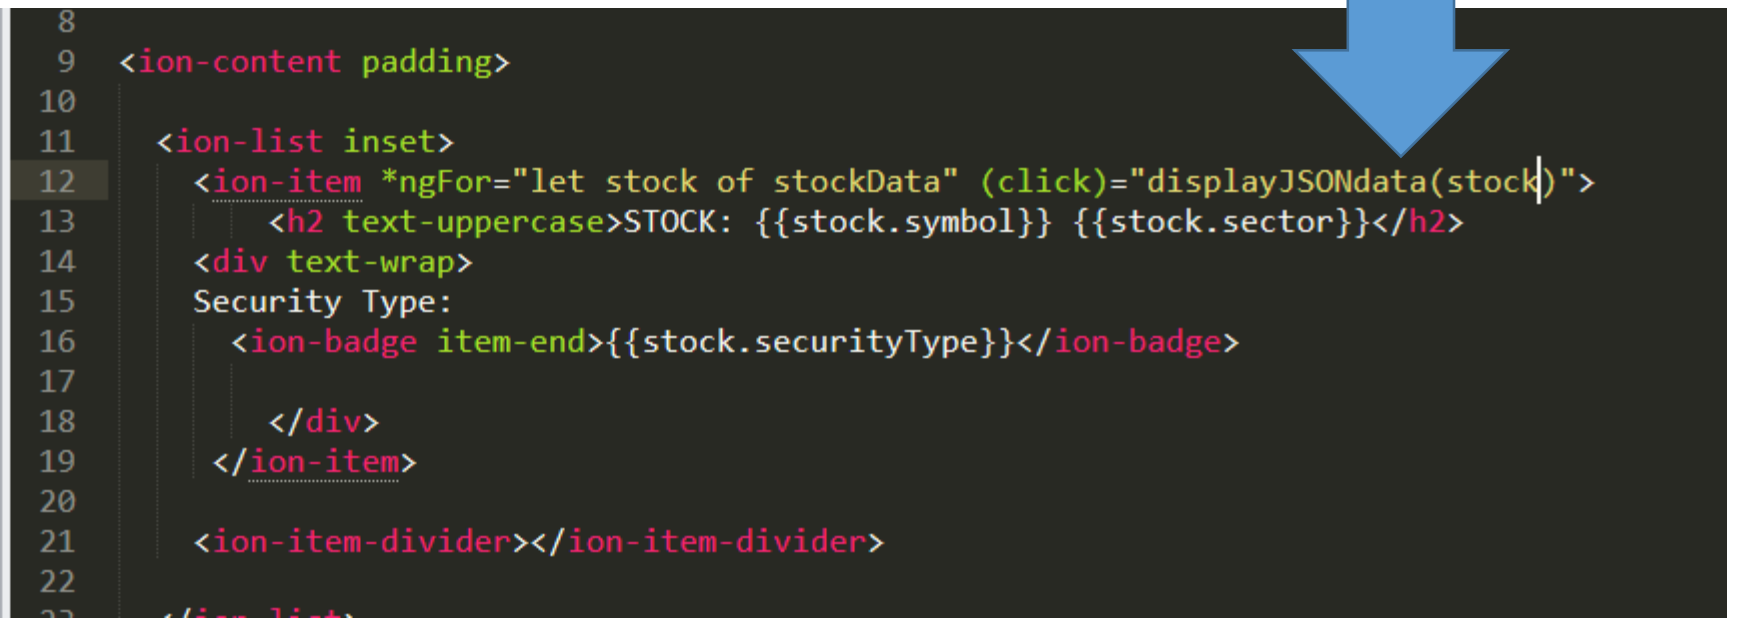 8
9 <ion-content padding>
10
11 <ion-list inset>
12 <ion-item *ngFor="let stock of stockData" (click)="displayJSONdata(stock)">
13 <h2 text-uppercase>STOCK: {{stock.symbol}} {{stock.sector}}</h2>
14 <div text-wrap>
15 Security Type:
16 <ion-badge item-end>{{stock.securityType}}</ion-badge>
17
18 </div>
19 </ion-item>
20
21 <ion-item-divider></ion-item-divider>
22
23 </ion-list>